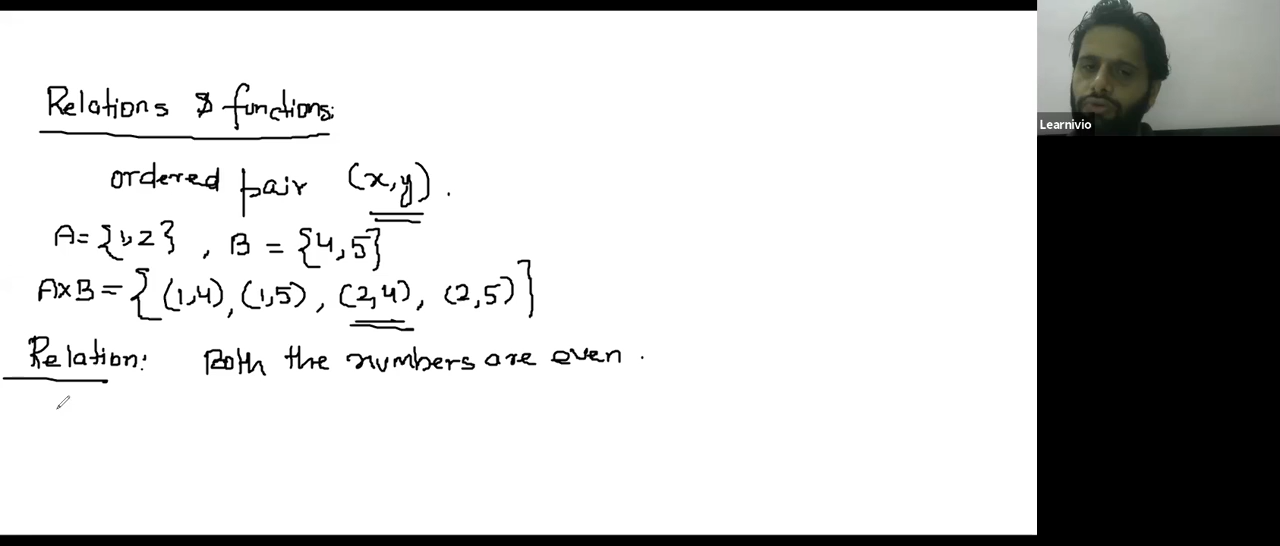 Relations & functions:
ordered pair (x,y).
A={1,2}, B = {4,5}
A×B = {(1,4), (1,5), (2,4), (2,5)}
Relation: Both the numbers are even.
Learnivio